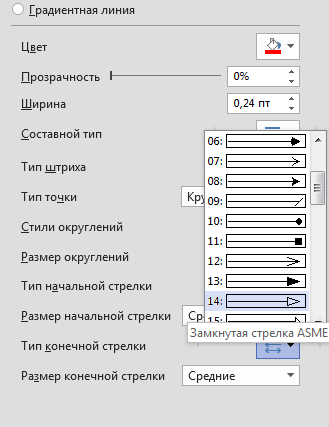 Градиентная линия
Цвет
Прозрачность 0%
Ширина 0,24 пт
Составной тип
06:
Тип штриха 07:
08:
Тип точки Кру
09:
Стили округлений 10:
11:
Размер округлений 12:
Тип начальной стрелки 13:
14:
Размер начальной стрелки Ср 15:
Замкнутая стрелка ASME
Тип конечной стрелки
Размер конечной стрелки Средние